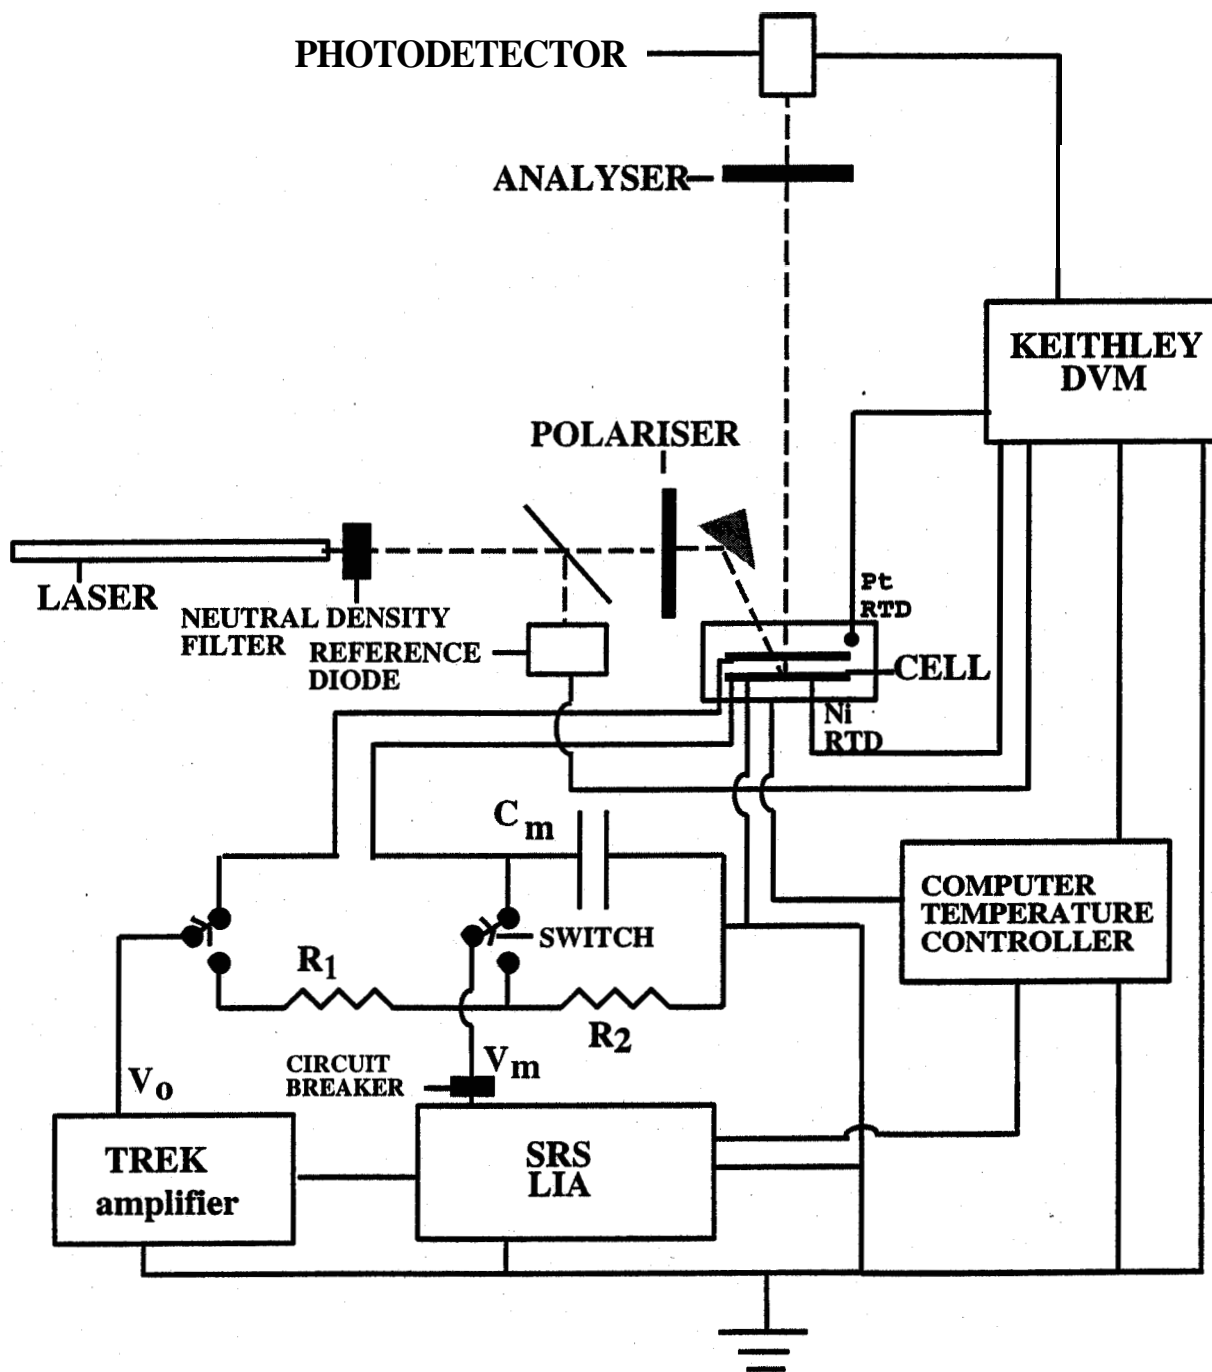 PHOTODETECTOR
ANALYSER
KEITHLEY
DVM
POLARISER
LASER
NEUTRAL DENSITY
FILTER
REFERENCE
DIODE
Pt
RTD
CELL
Ni
RTD
Cm
SWITCH
R1
R2
COMPUTER
TEMPERATURE
CONTROLLER
CIRCUIT
BREAKER
Vm
Vo
TREK
amplifier
SRS
LIA